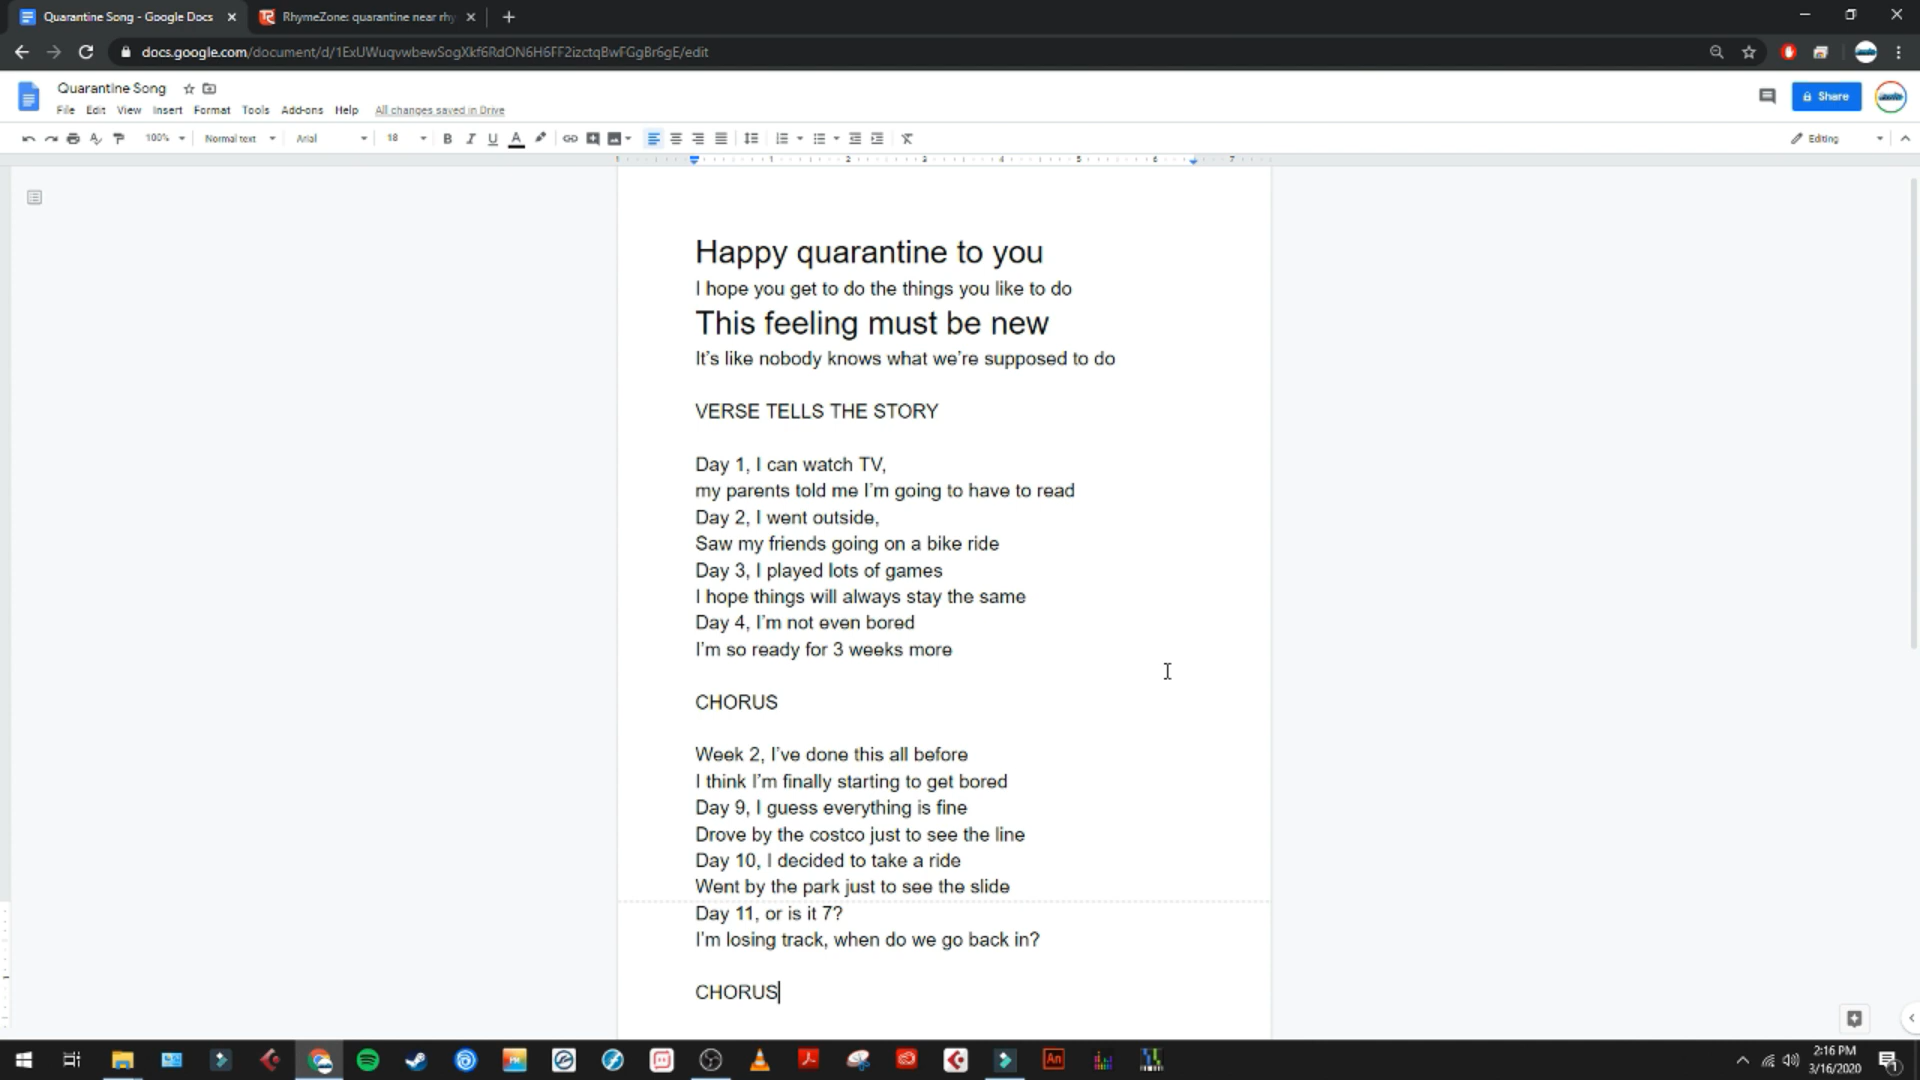 Quarantine Song - Google Docs
RhymeZone: quarantine near rhy
docs.google.com/document/d/1ExUWuqvwbewSogXkf6RdON6H6FF2izctqBwFGgBr6gE/edit
Quarantine Song
File Edit View Insert Format Tools Add-ons Help All changes saved in Drive
Share
100% Normal text Arial 18 Editing
1 1 2 3 4 5 6 7
Happy quarantine to you
I hope you get to do the things you like to do
This feeling must be new
It's like nobody knows what we're supposed to do
VERSE TELLS THE STORY
Day 1, I can watch TV,
my parents told me I'm going to have to read
Day 2, I went outside,
Saw my friends going on a bike ride
Day 3, I played lots of games
I hope things will always stay the same
Day 4, I'm not even bored
I'm so ready for 3 weeks more
CHORUS
Week 2, I've done this all before
I think I'm finally starting to get bored
Day 9, I guess everything is fine
Drove by the costco just to see the line
Day 10, I decided to take a ride
Went by the park just to see the slide
Day 11, or is it 7?
I'm losing track, when do we go back in?
CHORUS
An
2:16 PM
3/16/2020